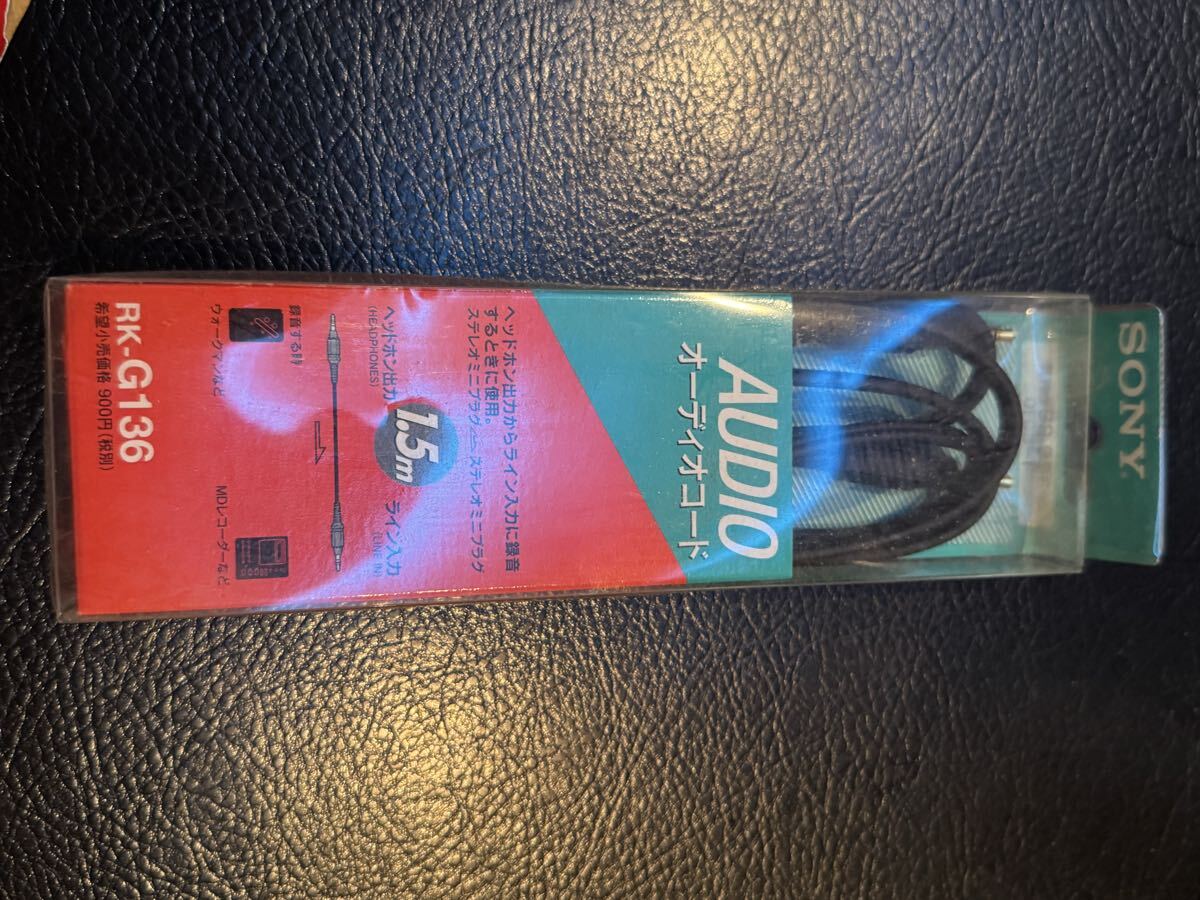 SONY
AUDIO
オーディオコード
ヘッドホン出力からライン入力に録音
するときに使用。
ステレオミニプラグ ステレオミニプラグ
ヘッドホン出力
(HEADPHONES)
1.5m
ライン入力
(LINE IN)
録音する時
ウォークマンなど
MDレコーダーなど
RK-G136
希望小売価格 900円(税別)